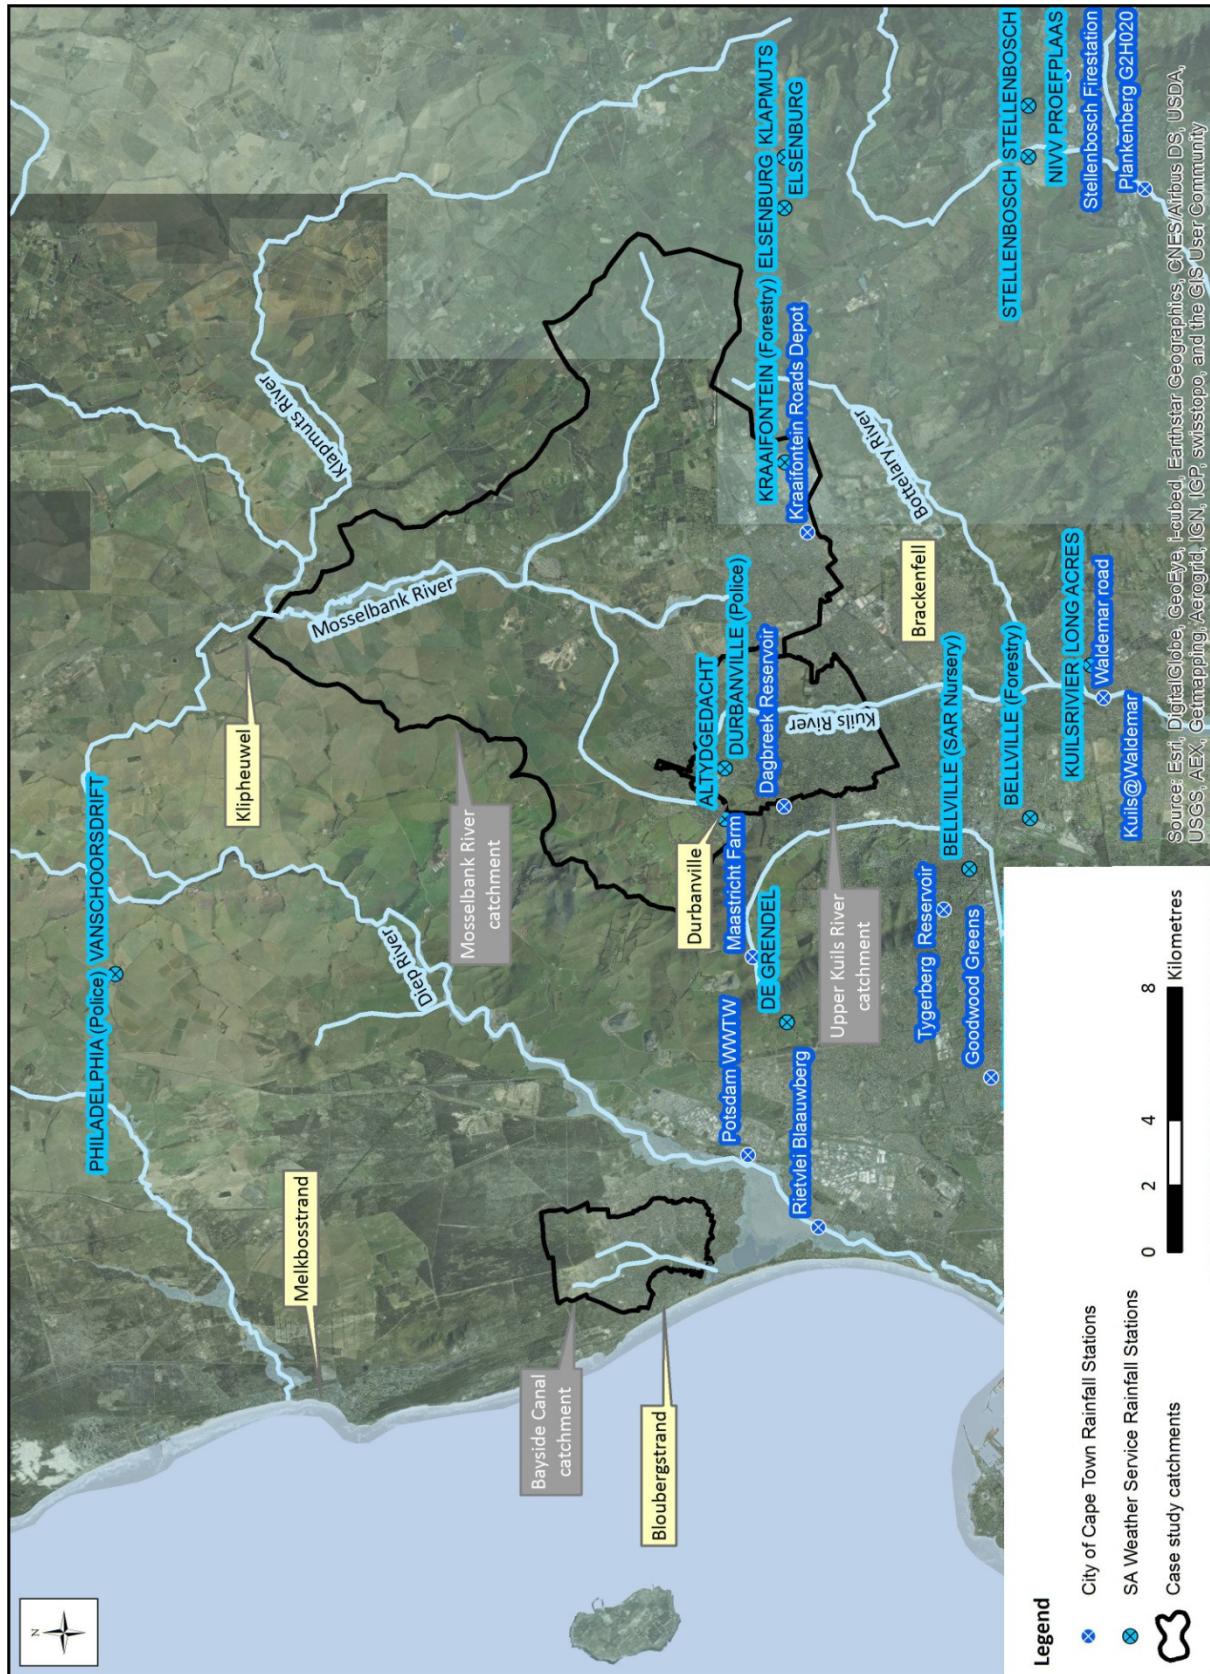 N
PHILADELPHIA (Police)
VANSCHOORSDRIFT
Melkbosstrand
Klipheuwel
Klapmuts River
Diep River
Mosselbank River
Mosselbank River
catchment
Bayside Canal
catchment
Bloubergstrand
Durbanville
ALTYDGEDACHT
DURBANVILLE (Police)
Maastricht Farm
Dagbreek Reservoir
Potsdam WWTW
DE GRENDEL
Rietvlei Blaauwberg
Upper Kuils River
catchment
Kuils River
KRAAIFONTEIN (Forestry)
Kraaifontein Roads Depot
ELSENBURG KLAPMUTS
ELSENBURG
Bottelary River
Brackenfell
Tygerberg Reservoir
Goodwood Greens
BELLVILLE (SAR Nursery)
BELLVILLE (Forestry)
KUILSRIVIER LONG ACRES
Waldemar road
Kuils@Waldemar
STELLENBOSCH
STELLENBOSCH
NIVV PROEFPLAAS
Stellenbosch Firestation
Plankenberg G2H020
Legend
City of Cape Town Rainfall Stations
SA Weather Service Rainfall Stations
Case study catchments
0 2 4 8
Kilometres
Source: Esri, DigitalGlobe, GeoEye, i-cubed, Earthstar Geographics, CNES/Airbus DS, USDA,
USGS, AEX, Getmapping, Aerogrid, IGN, IGP, swisstopo, and the GIS User Community